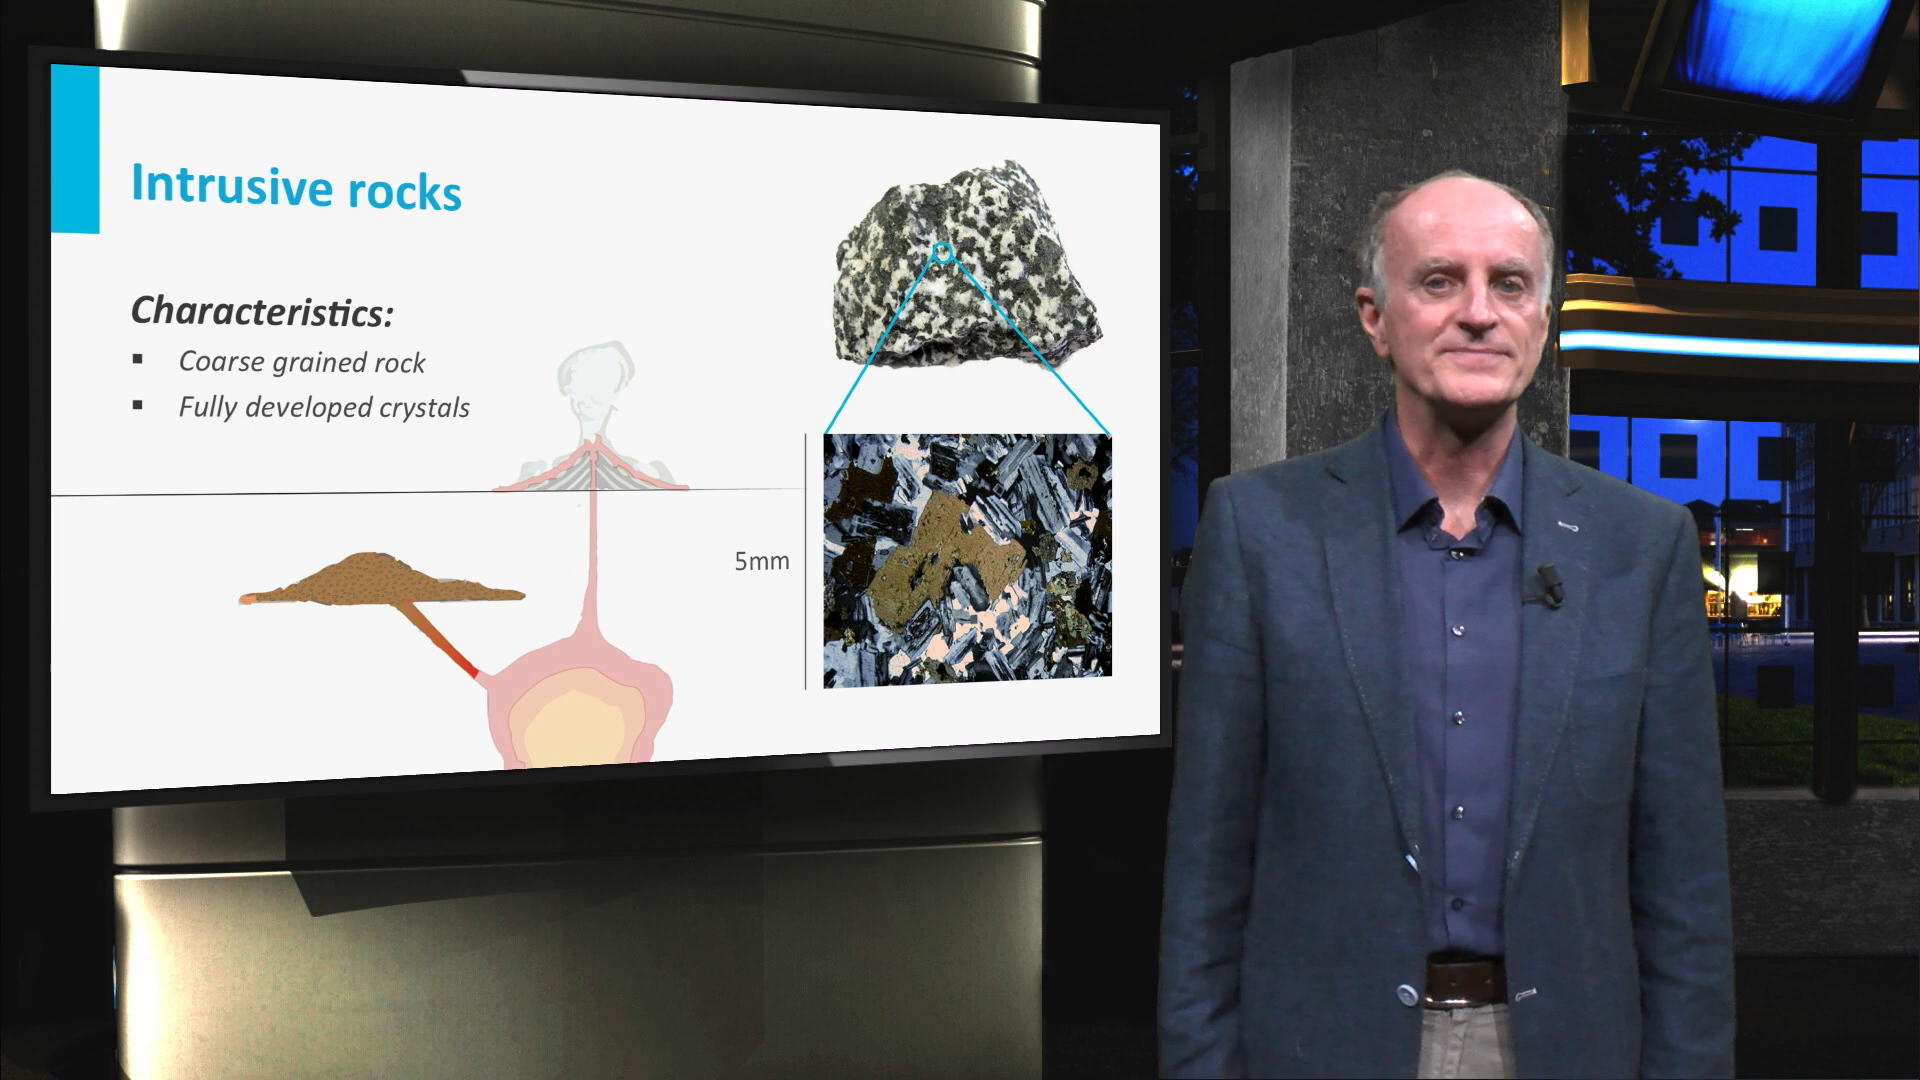 Intrusive rocks
Characteristics:
▪ Coarse grained rock
▪ Fully developed crystals
5mm